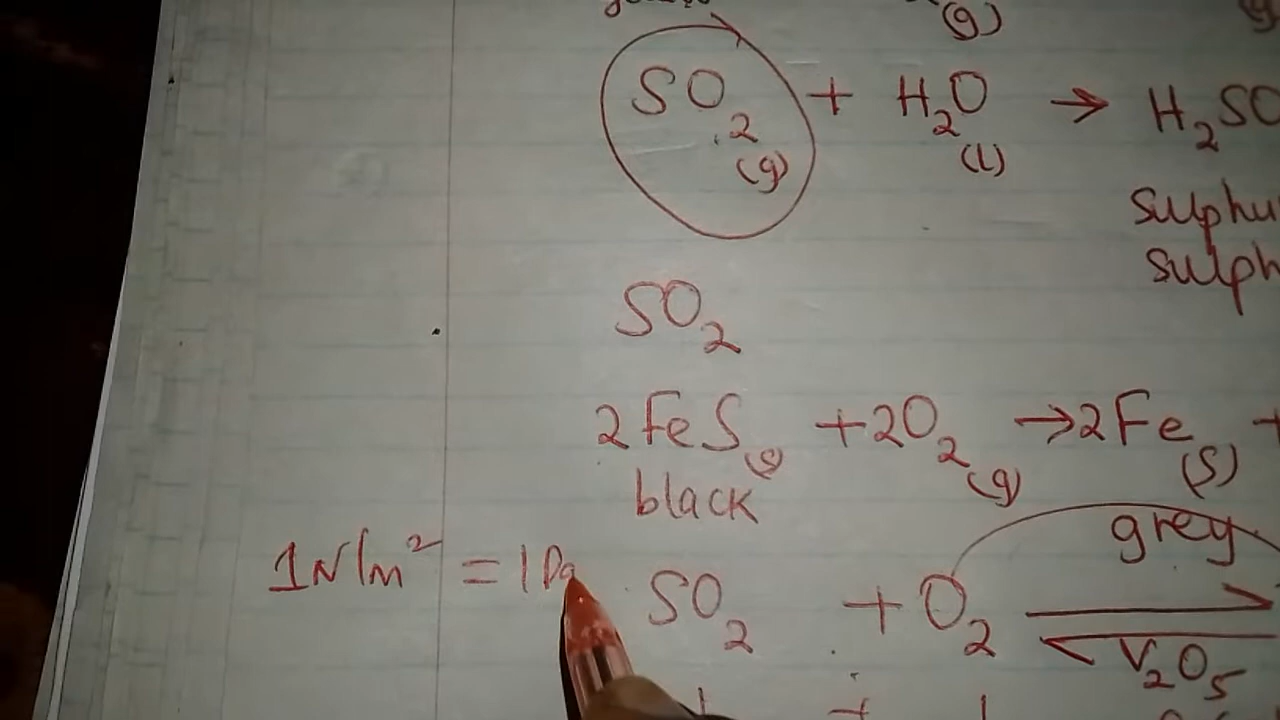 (g)
SO2(g) + H2O(l) → H2SO
Sulphu
Sulph
SO2
2FeS(s) + 2O2(g) → 2Fe(s) +
black
grey
1N/m² = 1Pa
SO2 + O2 ⇌
V2O5